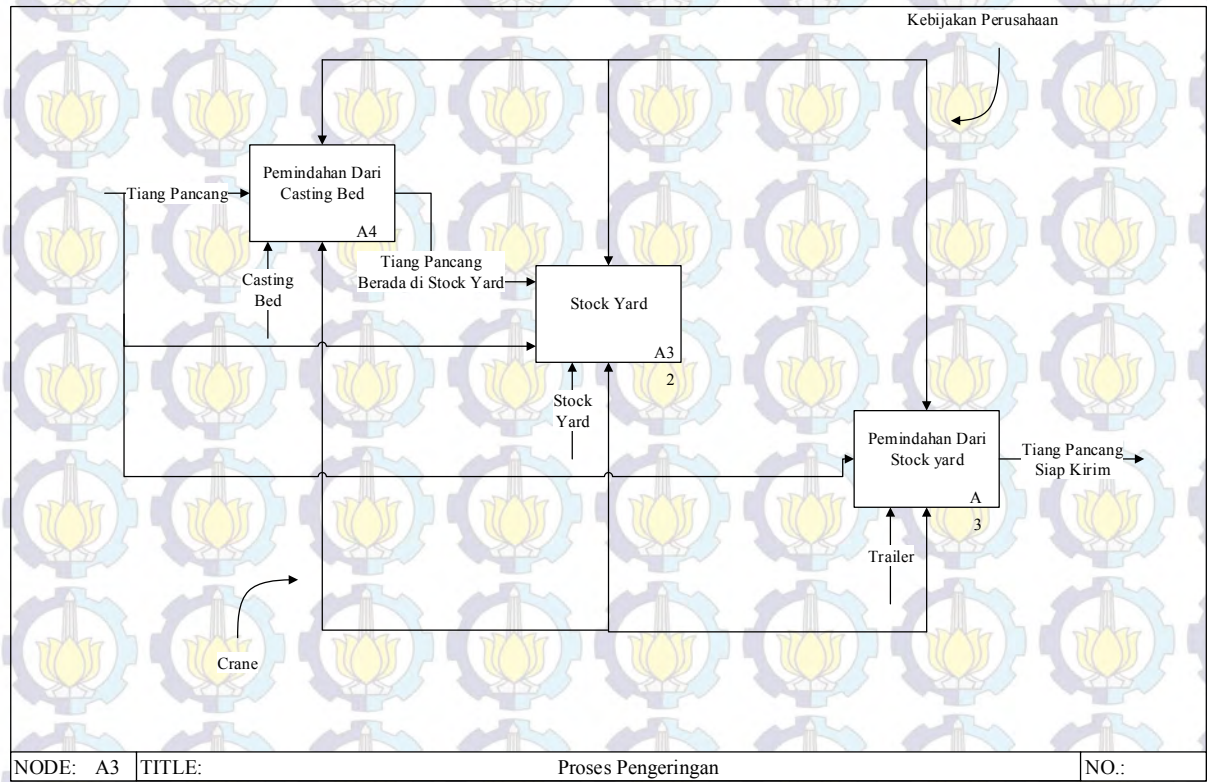 Kebijakan Perusahaan
Pemindahan Dari
Casting Bed
A4
Tiang Pancang
Casting
Bed
Tiang Pancang
Berada di Stock Yard
Stock Yard
A3
2
Stock
Yard
Pemindahan Dari
Stock yard
A
3
Tiang Pancang
Siap Kirim
Trailer
Crane
NODE: A3 TITLE: Proses Pengeringan NO.: